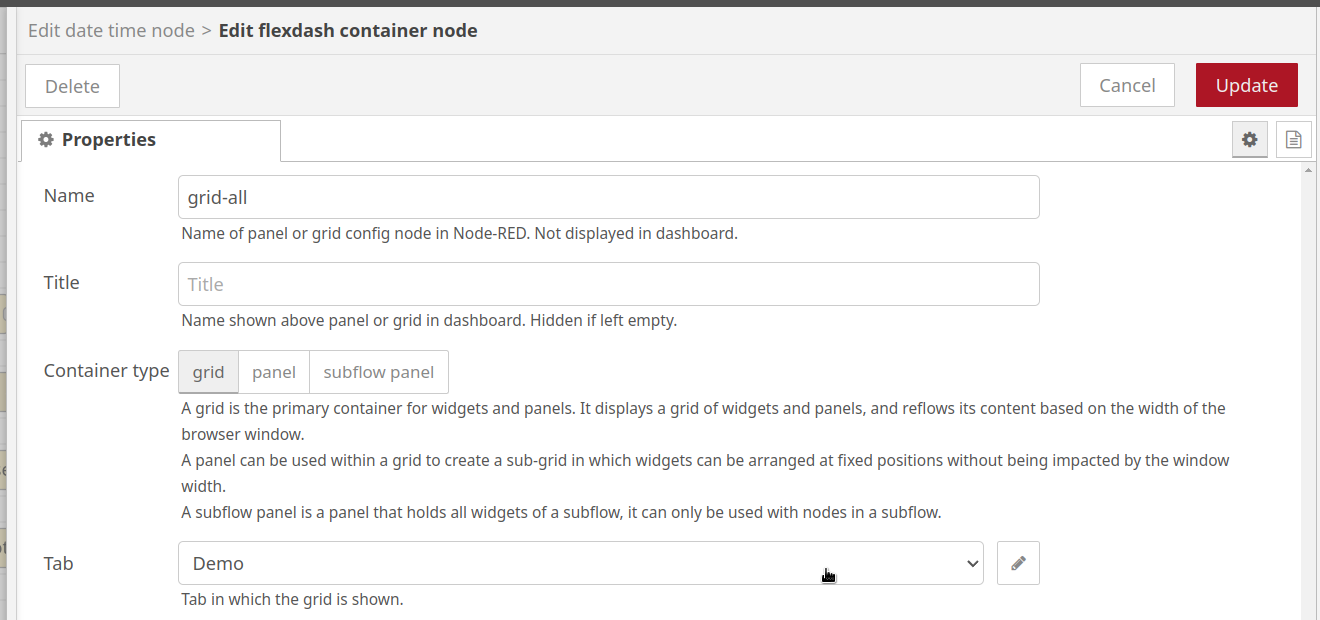 Edit date time node > Edit flexdash container node
Delete
Cancel
Update
Properties
Name
grid-all
Name of panel or grid config node in Node-RED. Not displayed in dashboard.
Title
Title
Name shown above panel or grid in dashboard. Hidden if left empty.
Container type
grid
panel
subflow panel
A grid is the primary container for widgets and panels. It displays a grid of widgets and panels, and reflows its content based on the width of the
browser window.
A panel can be used within a grid to create a sub-grid in which widgets can be arranged at fixed positions without being impacted by the window
width.
A subflow panel is a panel that holds all widgets of a subflow, it can only be used with nodes in a subflow.
Tab
Demo
Tab in which the grid is shown.